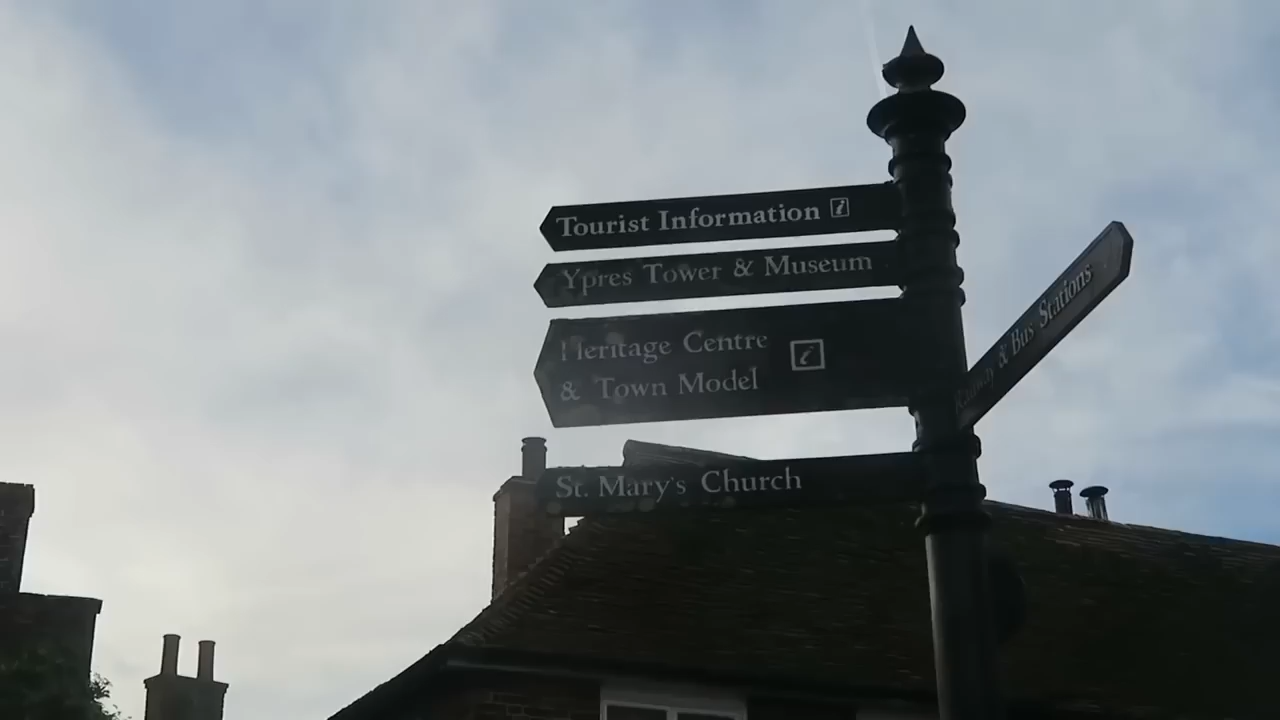 Tourist Information i
Ypres Tower & Museum
Heritage Centre i
& Town Model
St. Mary's Church
Railway & Bus Stations